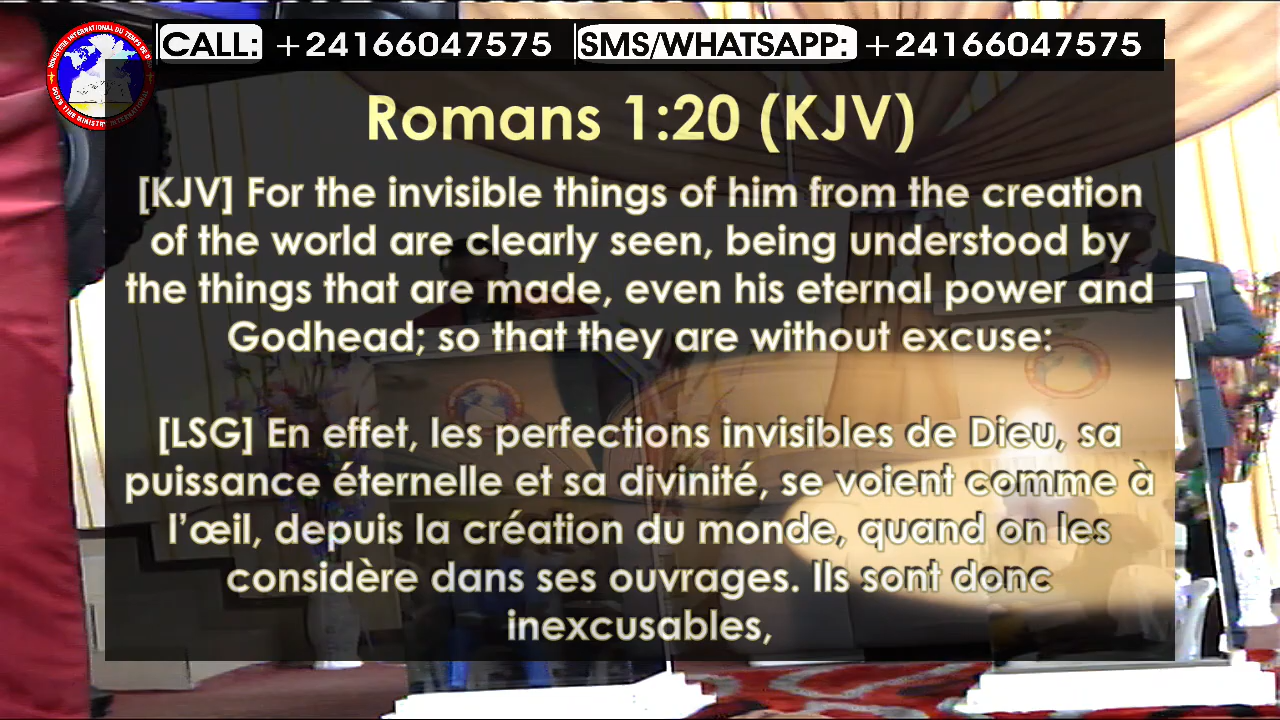 CALL: +24166047575 SMS/WHATSAPP: +24166047575
Romans 1:20 (KJV)
[KJV] For the invisible things of him from the creation
of the world are clearly seen, being understood by
the things that are made, even his eternal power and
Godhead; so that they are without excuse:
[LSG] En effet, les perfections invisibles de Dieu, sa
puissance éternelle et sa divinité, se voient comme à
l’œil, depuis la création du monde, quand on les
considère dans ses ouvrages. Ils sont donc
inexcusables,